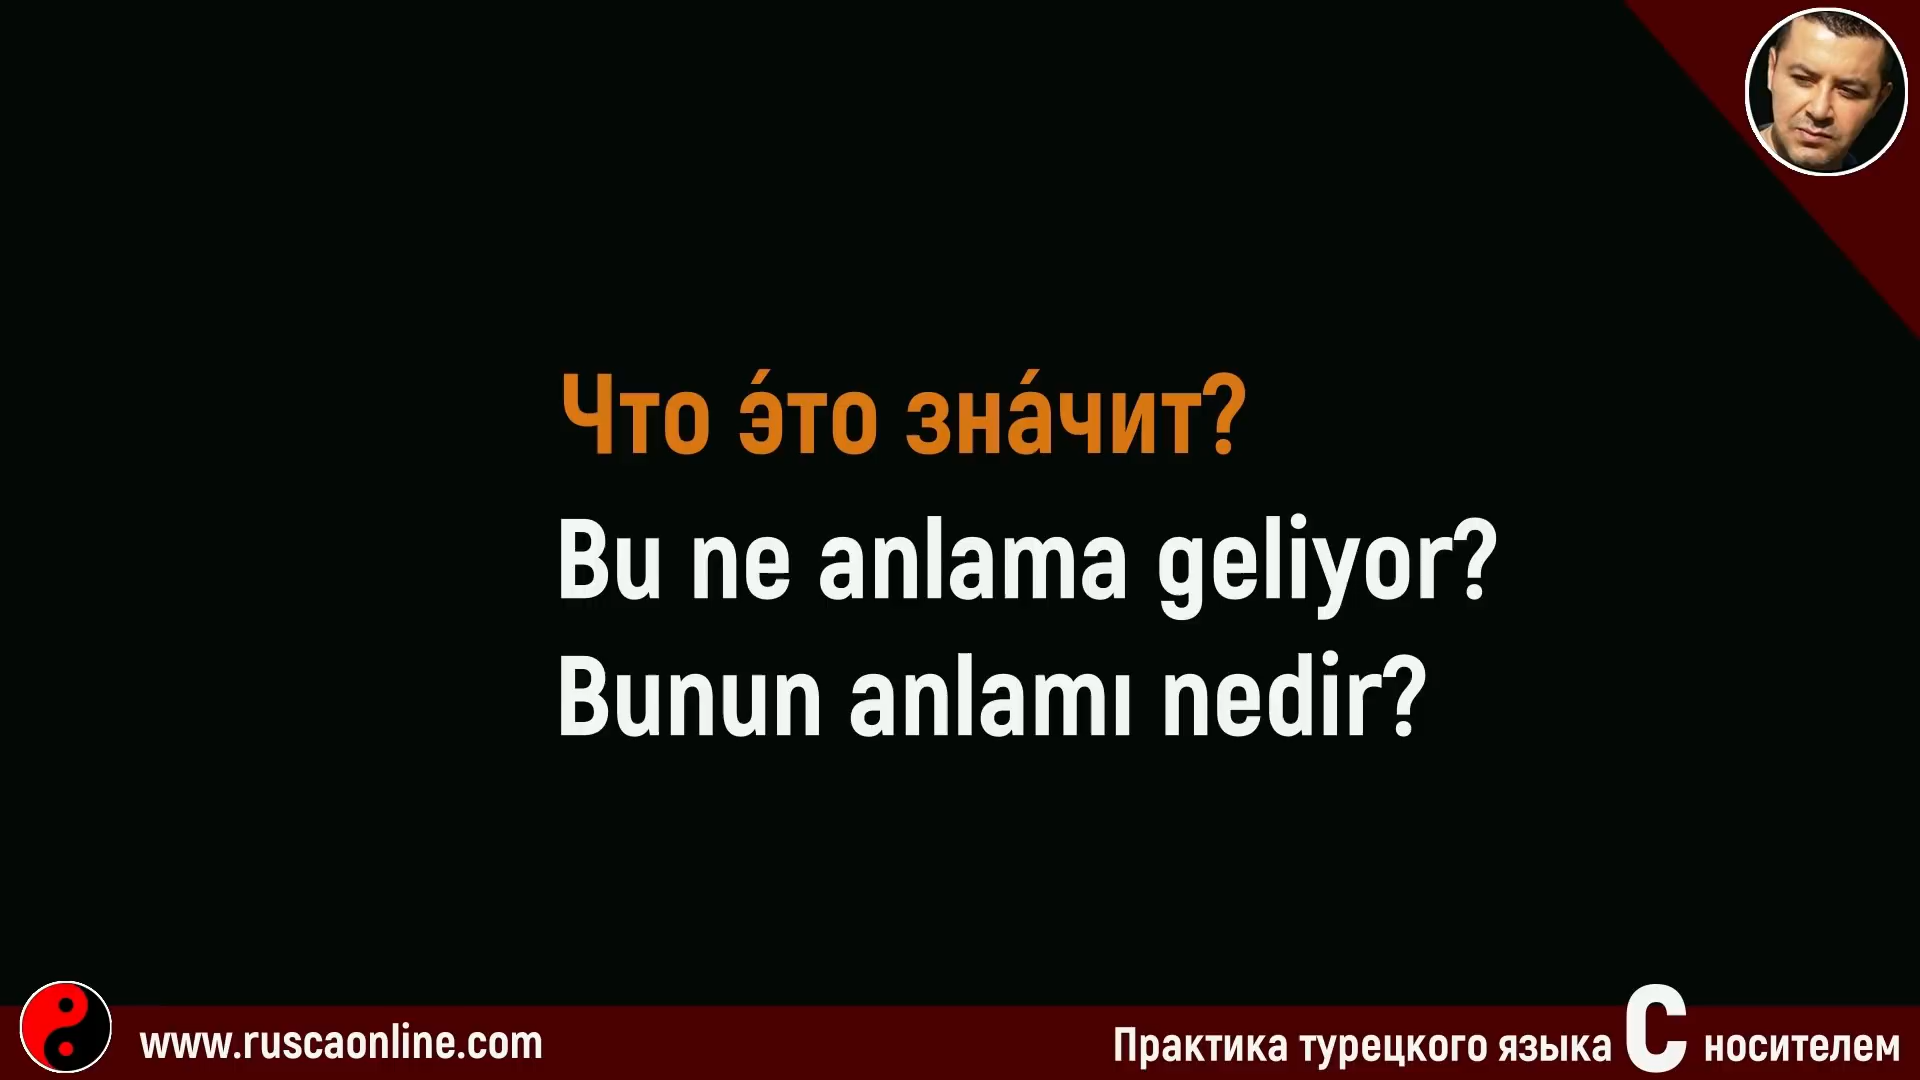 Что э́то зна́чит?
Bu ne anlama geliyor?
Bunun anlamı nedir?
www.ruscaonline.com
Практика турецкого языка С носителем